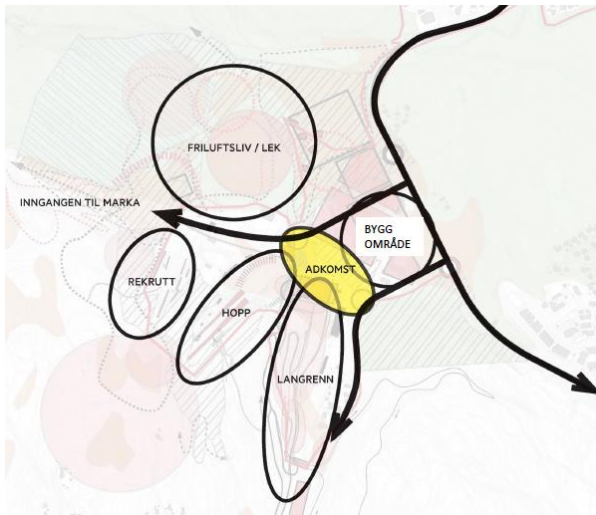 FRILUFTSLIV / LEK
INNGANGEN TIL MARKA
BYGG
OMRÅDE
ADKOMST
REKRUTT
HOPP
LANGRENN